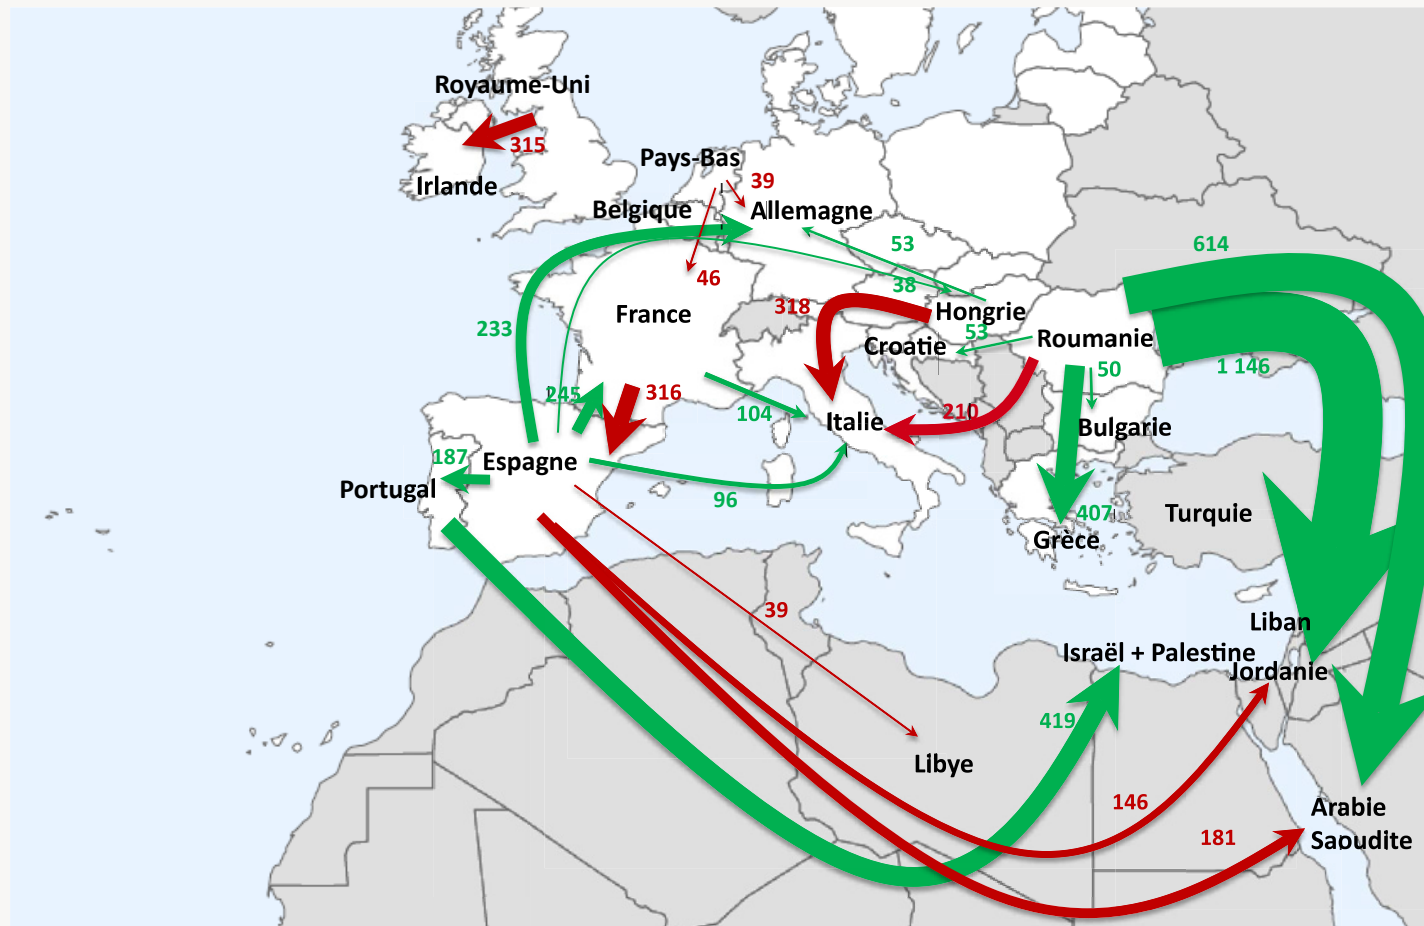 Royaume-Uni
315
Irlande
Pays-Bas
39
Belgique
Allemagne
46
53
38
614
France
318
Hongrie
53
Croatie
Roumanie
233
245
316
104
210
50
1 146
Italie
Bulgarie
187
Espagne
Portugal
96
407
Turquie
Grèce
39
Liban
Israël + Palestine
Jordanie
419
Libye
146
181
Arabie
Saoudite